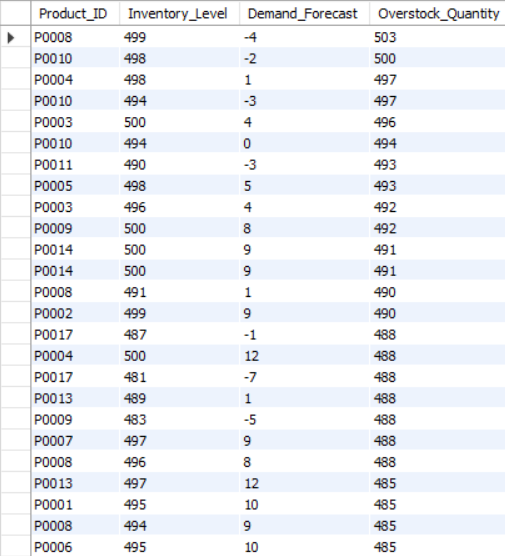 Product_ID Inventory_Level Demand_Forecast Overstock_Quantity
P0008 499 -4 503
P0010 498 -2 500
P0004 498 1 497
P0010 494 -3 497
P0003 500 4 496
P0010 494 0 494
P0011 490 -3 493
P0005 498 5 493
P0003 496 4 492
P0009 500 8 492
P0014 500 9 491
P0014 500 9 491
P0008 491 1 490
P0002 499 9 490
P0017 487 -1 488
P0004 500 12 488
P0017 481 -7 488
P0013 489 1 488
P0009 483 -5 488
P0007 497 9 488
P0008 496 8 488
P0013 497 12 485
P0001 495 10 485
P0008 494 9 485
P0006 495 10 485